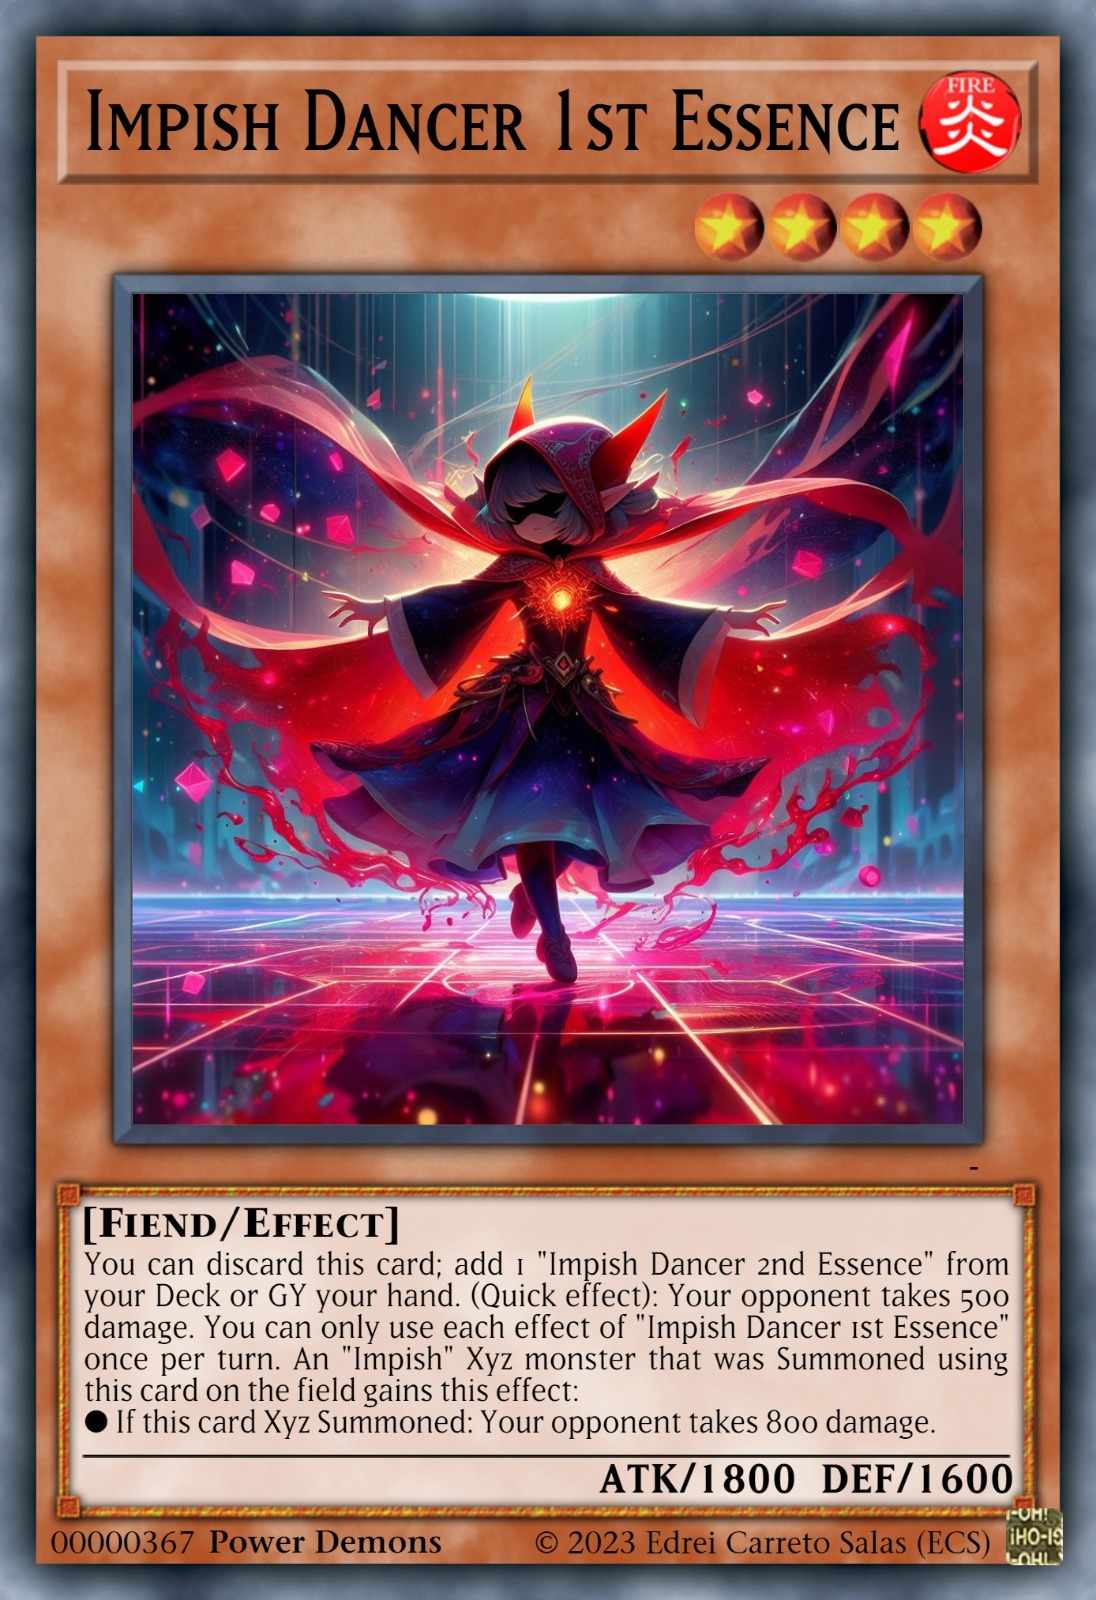 Impish Dancer 1st Essence
FIRE
炎
-
[Fiend/Effect]
You can discard this card; add 1 "Impish Dancer 2nd Essence" from
your Deck or GY your hand. (Quick effect): Your opponent takes 500
damage. You can only use each effect of "Impish Dancer 1st Essence"
once per turn. An "Impish" Xyz monster that was Summoned using
this card on the field gains this effect:
● If this card Xyz Summoned: Your opponent takes 800 damage.
ATK/1800 DEF/1600
00000367 Power Demons © 2023 Edrei Carreto Salas (ECS)